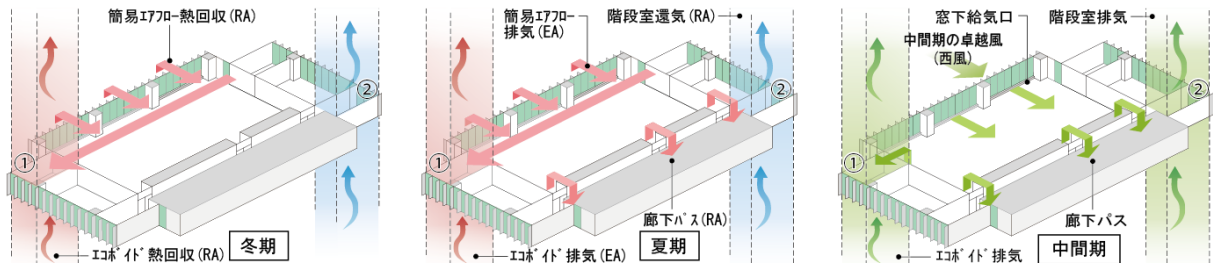 簡易エアフロー熱回収(RA)
②
①
エコボイド熱回収(RA)
冬期
簡易エアフロー
排気(EA)
階段室還気(RA)
②
①
廊下パス(RA)
エコボイド排気(EA)
夏期
窓下給気口
階段室排気
中間期の卓越風
(西風)
②
①
廊下パス
エコボイド排気
中間期